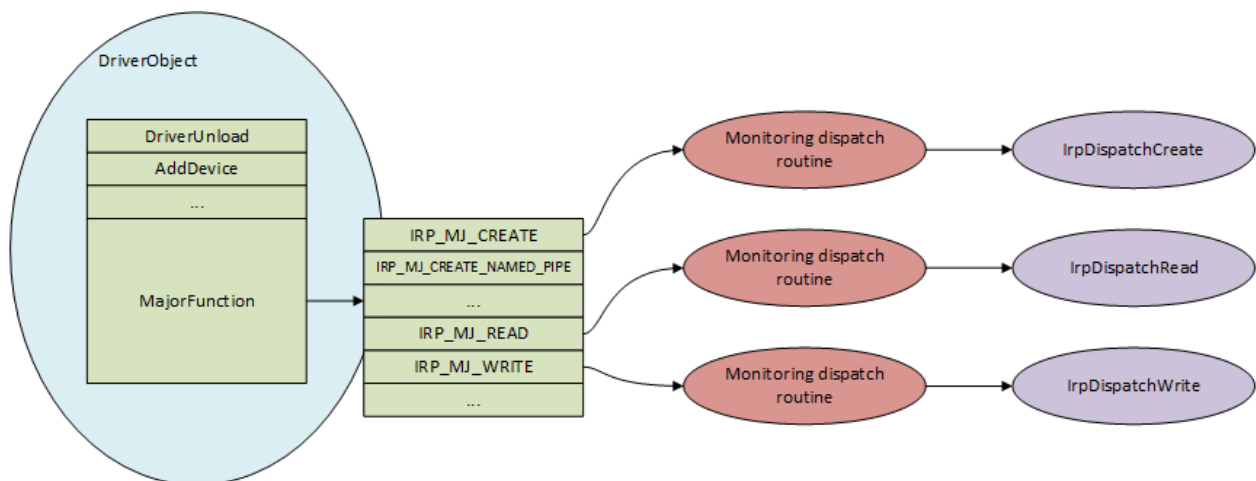 DriverObject
DriverUnload
AddDevice
...
MajorFunction
IRP_MJ_CREATE
IRP_MJ_CREATE_NAMED_PIPE
...
IRP_MJ_READ
IRP_MJ_WRITE
...
Monitoring dispatch
routine
IrpDispatchCreate
Monitoring dispatch
routine
IrpDispatchRead
Monitoring dispatch
routine
IrpDispatchWrite